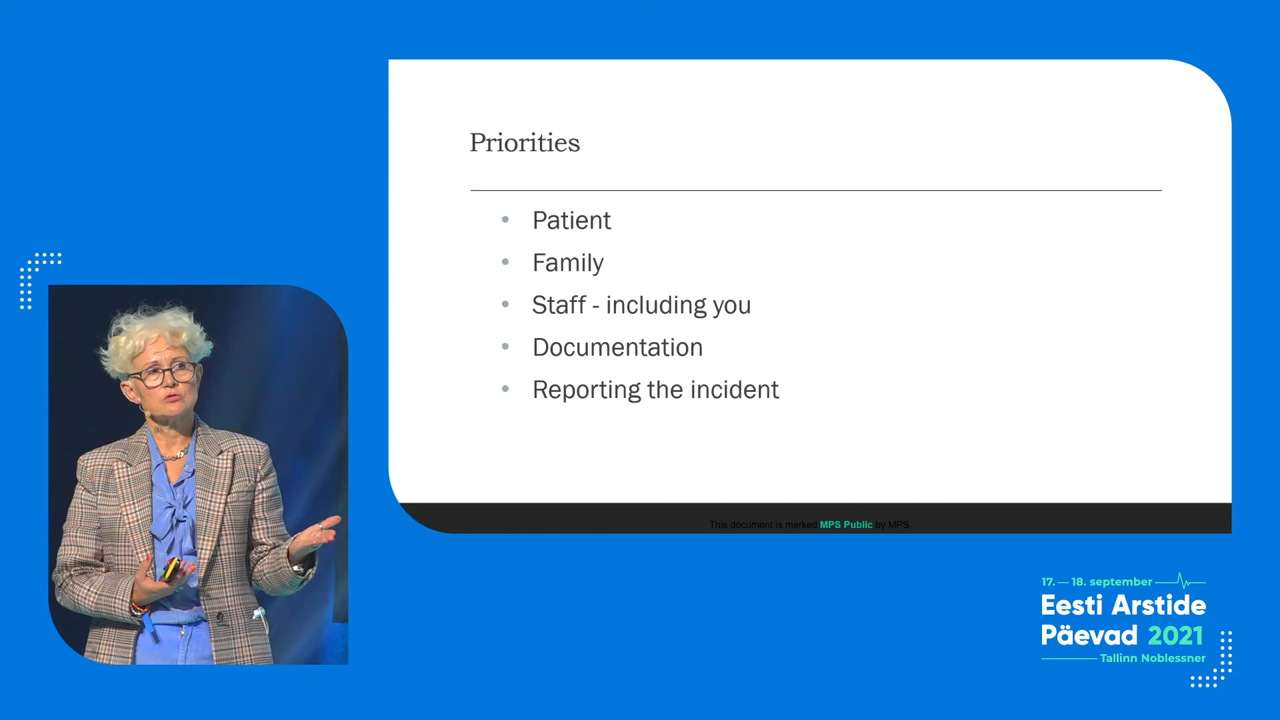 Priorities
Patient
Family
Staff - including you
Documentation
Reporting the incident
This document is marked MPS Public by MPS.
17. — 18. september
Eesti Arstide
Päevad 2021
Tallinn Noblessner